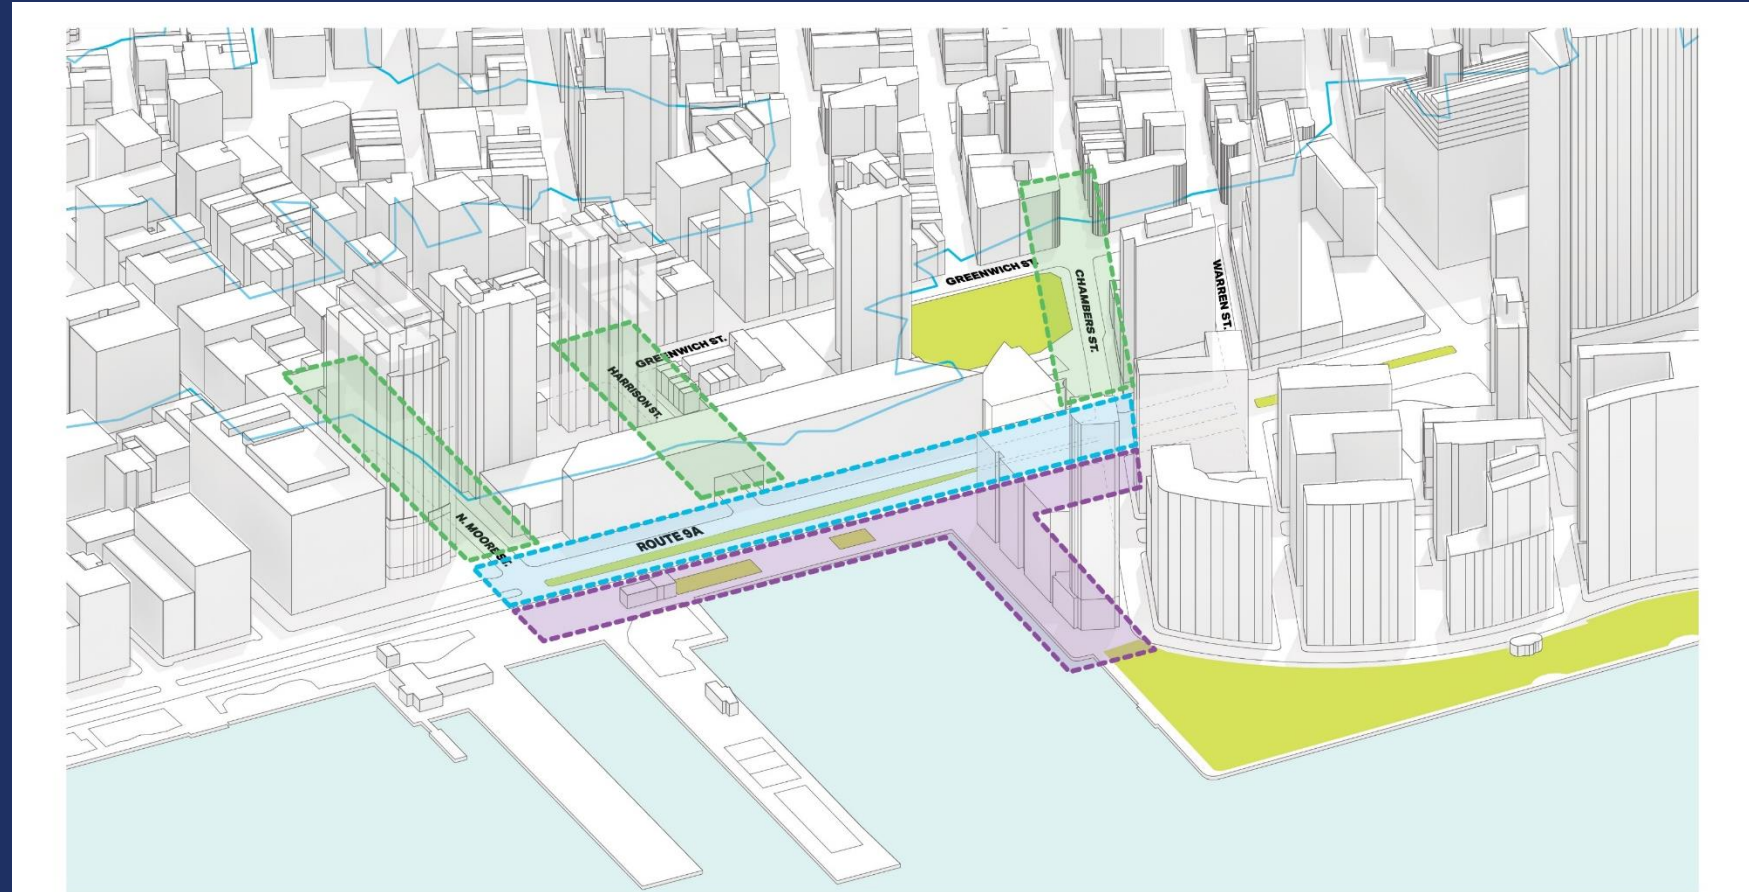 GREENWICH ST.
CHAMBERS ST.
WARREN ST.
GREENWICH ST.
HARRISON ST.
N. MOORE ST.
ROUTE 9A